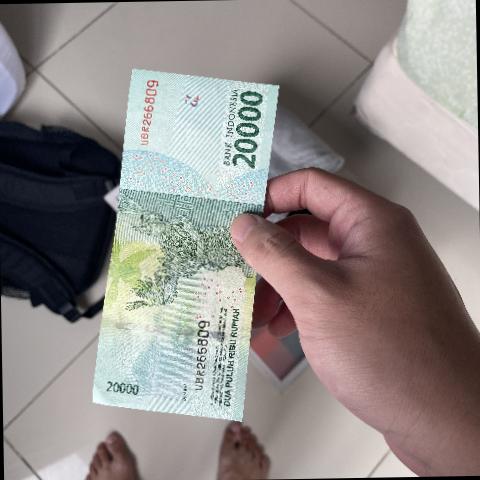 UBR266809
BANK INDONESIA
20000
UBR266809
DUA PULUH RIBU RUPIAH
20000